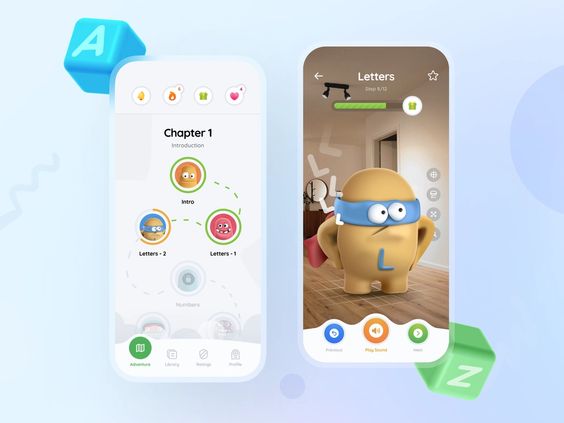 A
6
4
Chapter 1
Introduction
Intro
Letters - 2
Letters - 1
Numbers
Adventure
Library
Ratings
Profile
Letters
Step 5/12
L
L
L
L
L
Previous
Play Sound
Next
Z